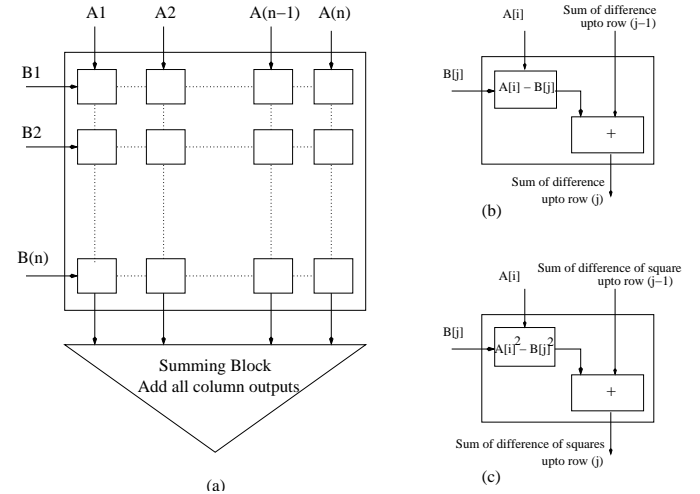 A1 A2 A(n–1) A(n)
B1
B2
B(n)
Summing Block
Add all column outputs
(a)
Sum of difference
upto row (j–1)
A[i]
B[j]
A[i] – B[j]
+
Sum of difference
upto row (j)
(b)
Sum of difference of square
upto row (j–1)
A[i]
B[j]
A[i]² – B[j]²
+
Sum of difference of squares
upto row (j)
(c)